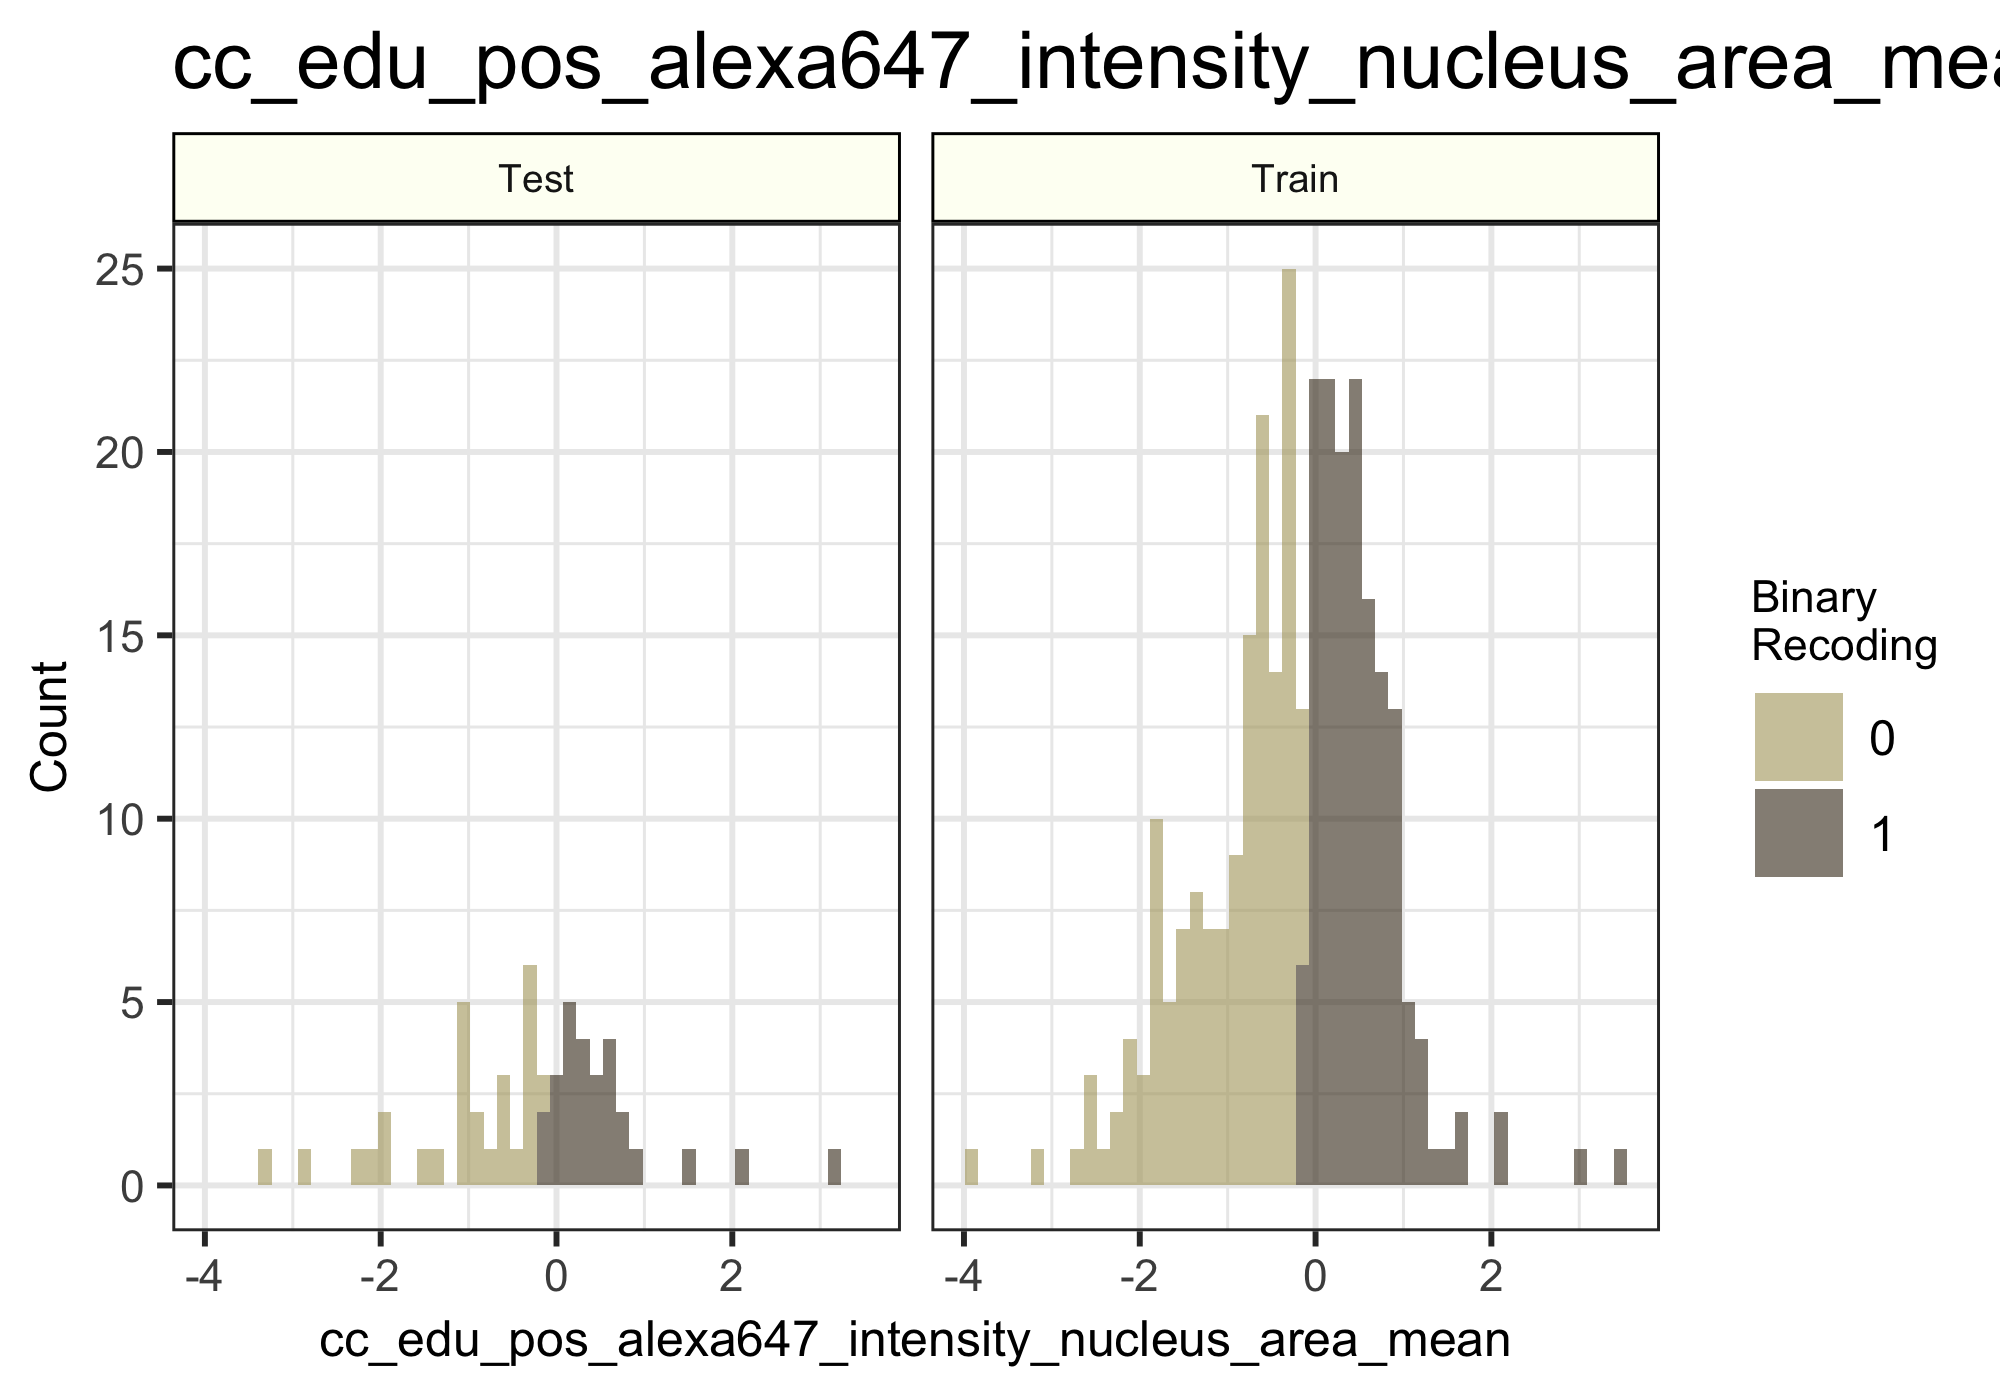 cc_edu_pos_alexa647_intensity_nucleus_area_mea
Test
Train
25
20
15
10
5
0
Count
-4
-2
0
2
-4
-2
0
2
cc_edu_pos_alexa647_intensity_nucleus_area_mean
Binary
Recoding
0
1